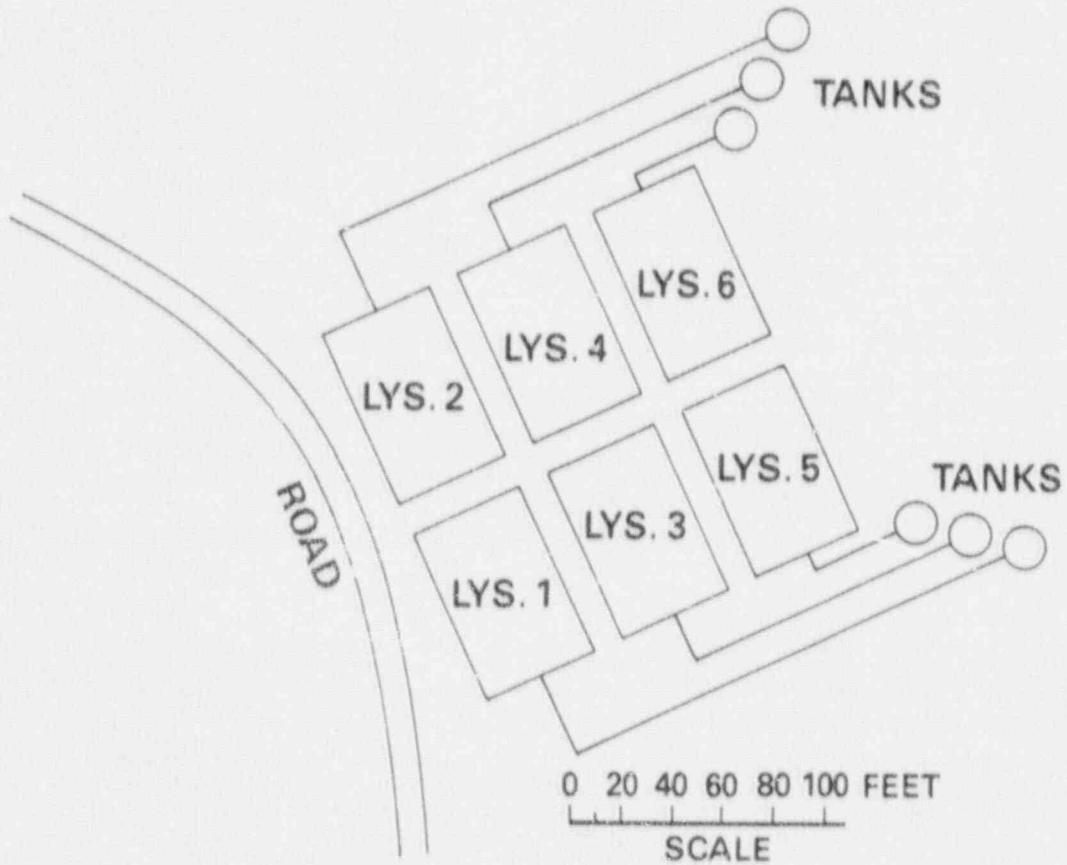 TANKS
LYS. 6
LYS. 4
LYS. 2
TANKS
LYS. 5
ROAD
LYS. 3
LYS. 1
0 20 40 60 80 100 FEET
SCALE